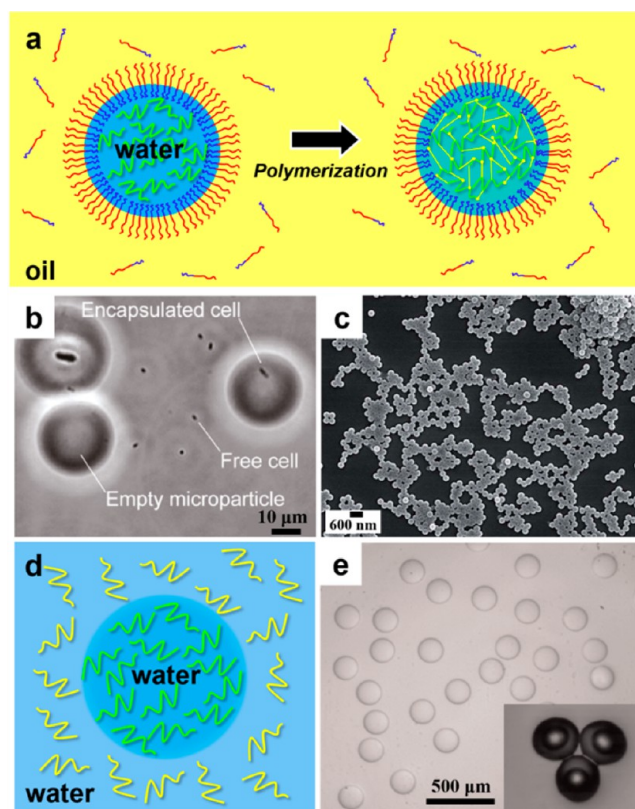 a
water
Polymerization
oil
b
Encapsulated cell
Free cell
Empty microparticle
10 μm
c
600 nm
d
water
water
e
500 μm